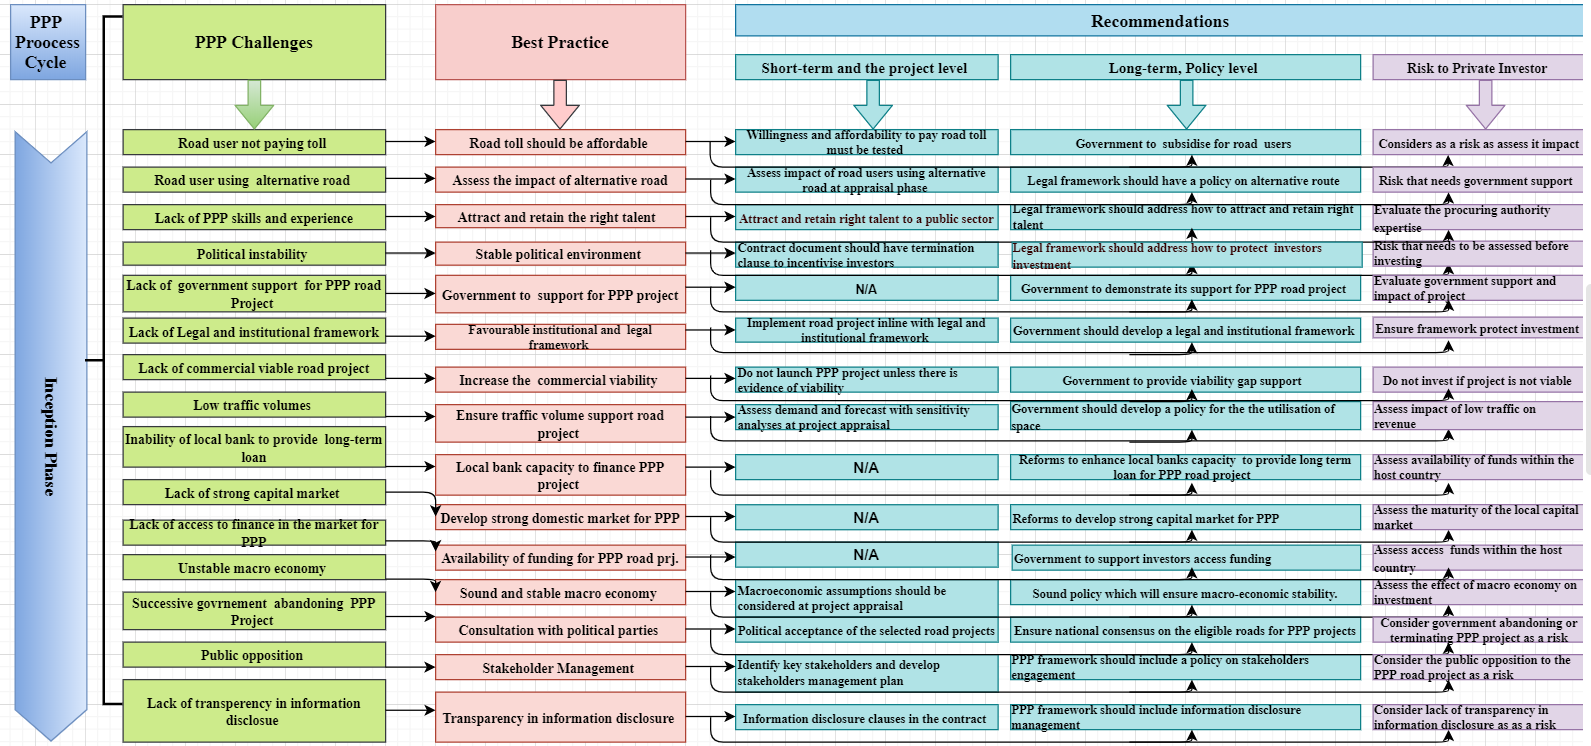 PPP
Proocess
Cycle
PPP Challenges
Best Practice
Recommendations
Short-term and the project level
Long-term, Policy level
Risk to Private Investor
Inception Phase
Road user not paying toll
Road toll should be affordable
Willingness and affordability to pay road toll
must be tested
Government to subsidise for road users
Considers as a risk as assess it impact
Road user using alternative road
Assess the impact of alternative road
Assess impact of road users using alternative
road at appraisal phase
Legal framework should have a policy on alternative route
Risk that needs government support
Lack of PPP skills and experience
Attract and retain the right talent
Attract and retain right talent to a public sector
Legal framework should address how to attract and retain right
talent
Evaluate the procuring authority
expertise
Political instability
Stable political environment
Contract document should have termination
clause to incentivise investors
Legal framework should address how to protect investors
investment
Risk that needs to be assessed before
investing
Lack of government support for PPP road
Project
Government to support for PPP project
N/A
Government to demonstrate its support for PPP road project
Evaluate government support and
impact of project
Lack of Legal and institutional framework
Favourable institutional and legal
framework
Implement road project inline with legal and
institutional framework
Government should develop a legal and institutional framework
Ensure framework protect investment
Lack of commercial viable road project
Increase the commercial viability
Do not launch PPP project unless there is
evidence of viability
Government to provide viability gap support
Do not invest if project is not viable
Low traffic volumes
Ensure traffic volume support road
project
Assess demand and forecast with sensitivity
analyses at project appraisal
Government should develop a policy for the the utilisation of
space
Assess impact of low traffic on
revenue
Inability of local bank to provide long-term
loan
Local bank capacity to finance PPP
project
N/A
Reforms to enhance local banks capacity to provide long term
loan for PPP road project
Assess availability of funds within the
host country
Lack of strong capital market
Develop strong domestic market for PPP
N/A
Reforms to develop strong capital market for PPP
Assess the maturity of the local capital
market
Lack of access to finance in the market for
PPP
Availability of funding for PPP road prj.
N/A
Government to support investors access funding
Assess access funds within the host
country
Unstable macro economy
Sound and stable macro economy
Macroeconomic assumptions should be
considered at project appraisal
Sound policy which will ensure macro-economic stability.
Assess the effect of macro economy on
investment
Successive govrnement abandoning PPP
Project
Consultation with political parties
Political acceptance of the selected road projects
Ensure national consensus on the eligible roads for PPP projects
Consider government abandoning or
terminating PPP project as a risk
Public opposition
Stakeholder Management
Identify key stakeholders and develop
stakeholders management plan
PPP framework should include a policy on stakeholders
engagement
Consider the public opposition to the
PPP road project as a risk
Lack of transperency in information
disclosue
Transparency in information disclosure
Information disclosure clauses in the contract
PPP framework should include information disclosure
management
Consider lack of transparency in
information disclosure as as a risk